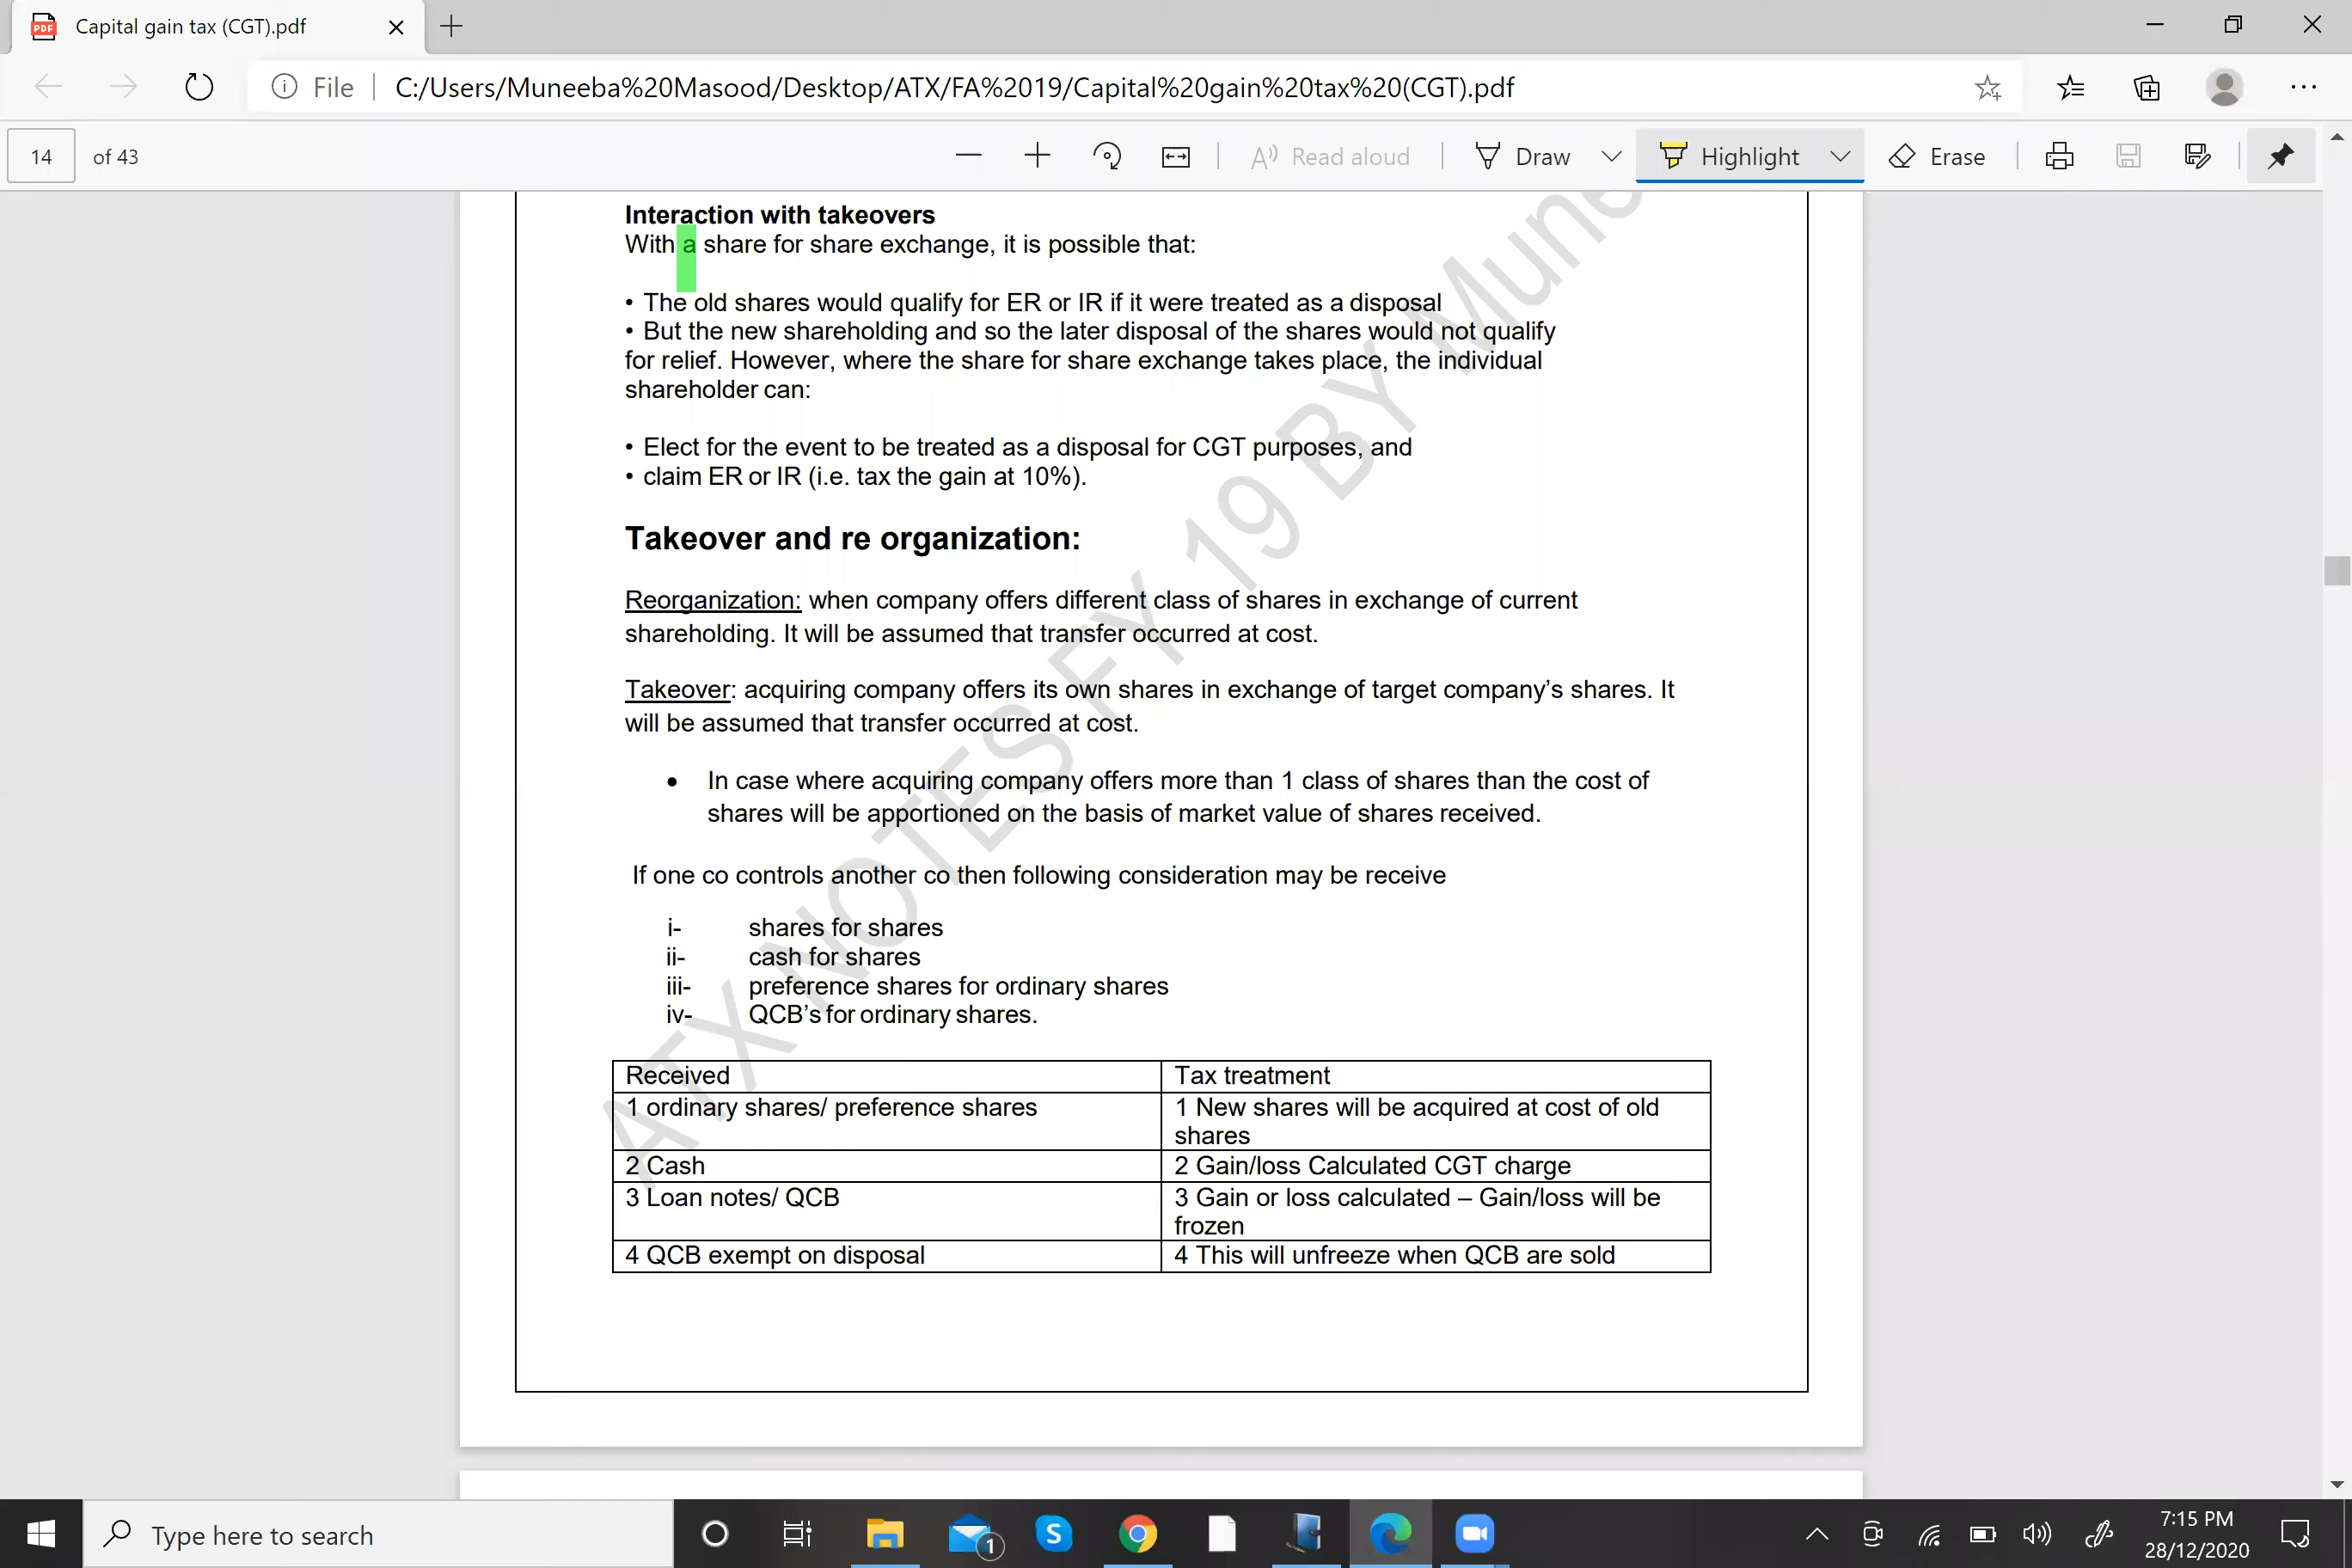 Capital gain tax (CGT).pdf
File
C:/Users/Muneeba%20Masood/Desktop/ATX/FA%2019/Capital%20gain%20tax%20(CGT).pdf
14 of 43
Read aloud
Draw
Highlight
Erase
Interaction with takeovers
With a share for share exchange, it is possible that:
• The old shares would qualify for ER or IR if it were treated as a disposal
• But the new shareholding and so the later disposal of the shares would not qualify
for relief. However, where the share for share exchange takes place, the individual
shareholder can:
• Elect for the event to be treated as a disposal for CGT purposes, and
• claim ER or IR (i.e. tax the gain at 10%).
Takeover and re organization:
Reorganization: when company offers different class of shares in exchange of current
shareholding. It will be assumed that transfer occurred at cost.
Takeover: acquiring company offers its own shares in exchange of target company’s shares. It
will be assumed that transfer occurred at cost.
• In case where acquiring company offers more than 1 class of shares than the cost of
shares will be apportioned on the basis of market value of shares received.
If one co controls another co then following consideration may be receive
i- shares for shares
ii- cash for shares
iii- preference shares for ordinary shares
iv- QCB’s for ordinary shares.
Received Tax treatment
1 ordinary shares/ preference shares 1 New shares will be acquired at cost of old
shares
2 Cash 2 Gain/loss Calculated CGT charge
3 Loan notes/ QCB 3 Gain or loss calculated – Gain/loss will be
frozen
4 QCB exempt on disposal 4 This will unfreeze when QCB are sold
ATX NOTES FY 19 BY Mune
Type here to search
1
7:15 PM
28/12/2020